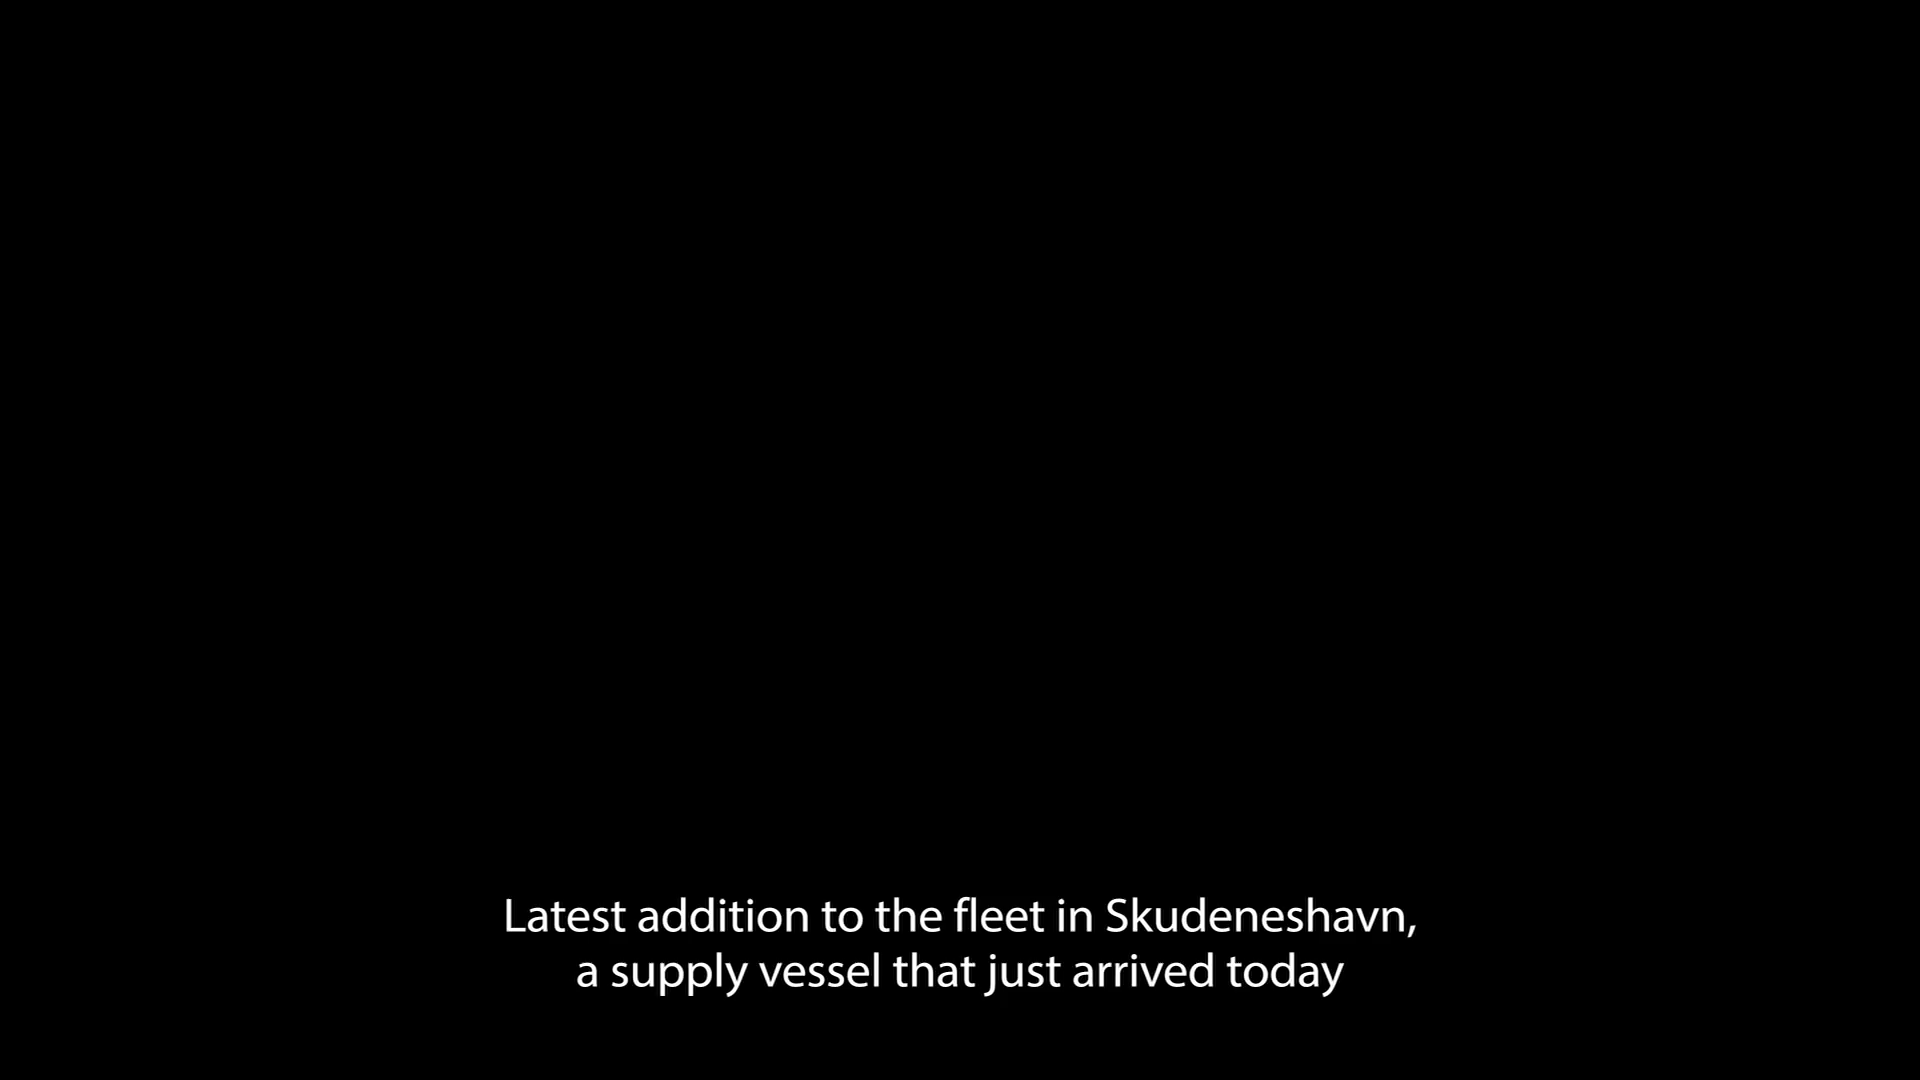 Latest addition to the fleet in Skudeneshavn,
a supply vessel that just arrived today